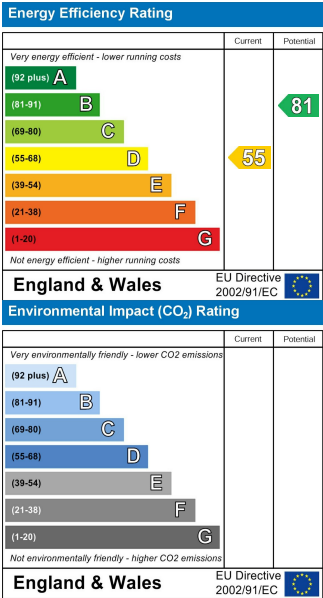 Energy Efficiency Rating
Current Potential
Very energy efficient - lower running costs
(92 plus) A
(81-91) B 81
(69-80) C
(55-68) D 55
(39-54) E
(21-38) F
(1-20) G
Not energy efficient - higher running costs
England & Wales EU Directive 2002/91/EC
Environmental Impact (CO₂) Rating
Current Potential
Very environmentally friendly - lower CO2 emissions
(92 plus) A
(81-91) B
(69-80) C
(55-68) D
(39-54) E
(21-38) F
(1-20) G
Not environmentally friendly - higher CO2 emissions
England & Wales EU Directive 2002/91/EC